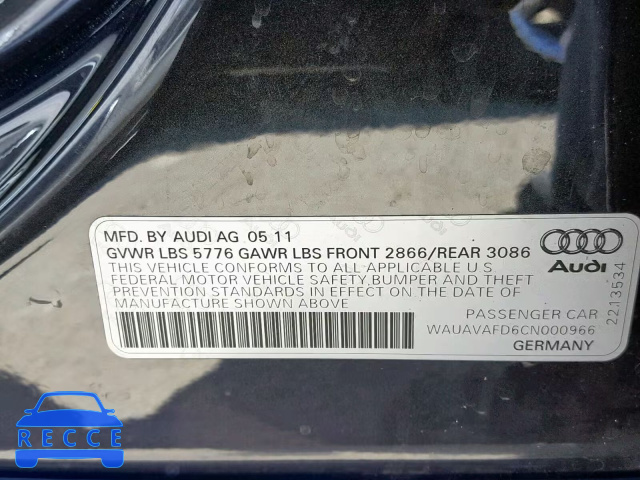 MFD. BY AUDI AG 05 11
GVWR LBS 5776 GAWR LBS FRONT 2866/REAR 3086
THIS VEHICLE CONFORMS TO ALL APPLICABLE U S
FEDERAL MOTOR VEHICLE SAFETY,BUMPER AND THEFT
PREVENTION STANDARDS IN EFFECT ON THE DATE OF
MANUFACTURE SHOWN ABOVE
Audi
2213534
PASSENGER CAR
WAUAVAFD6CN000966
GERMANY
RECCE